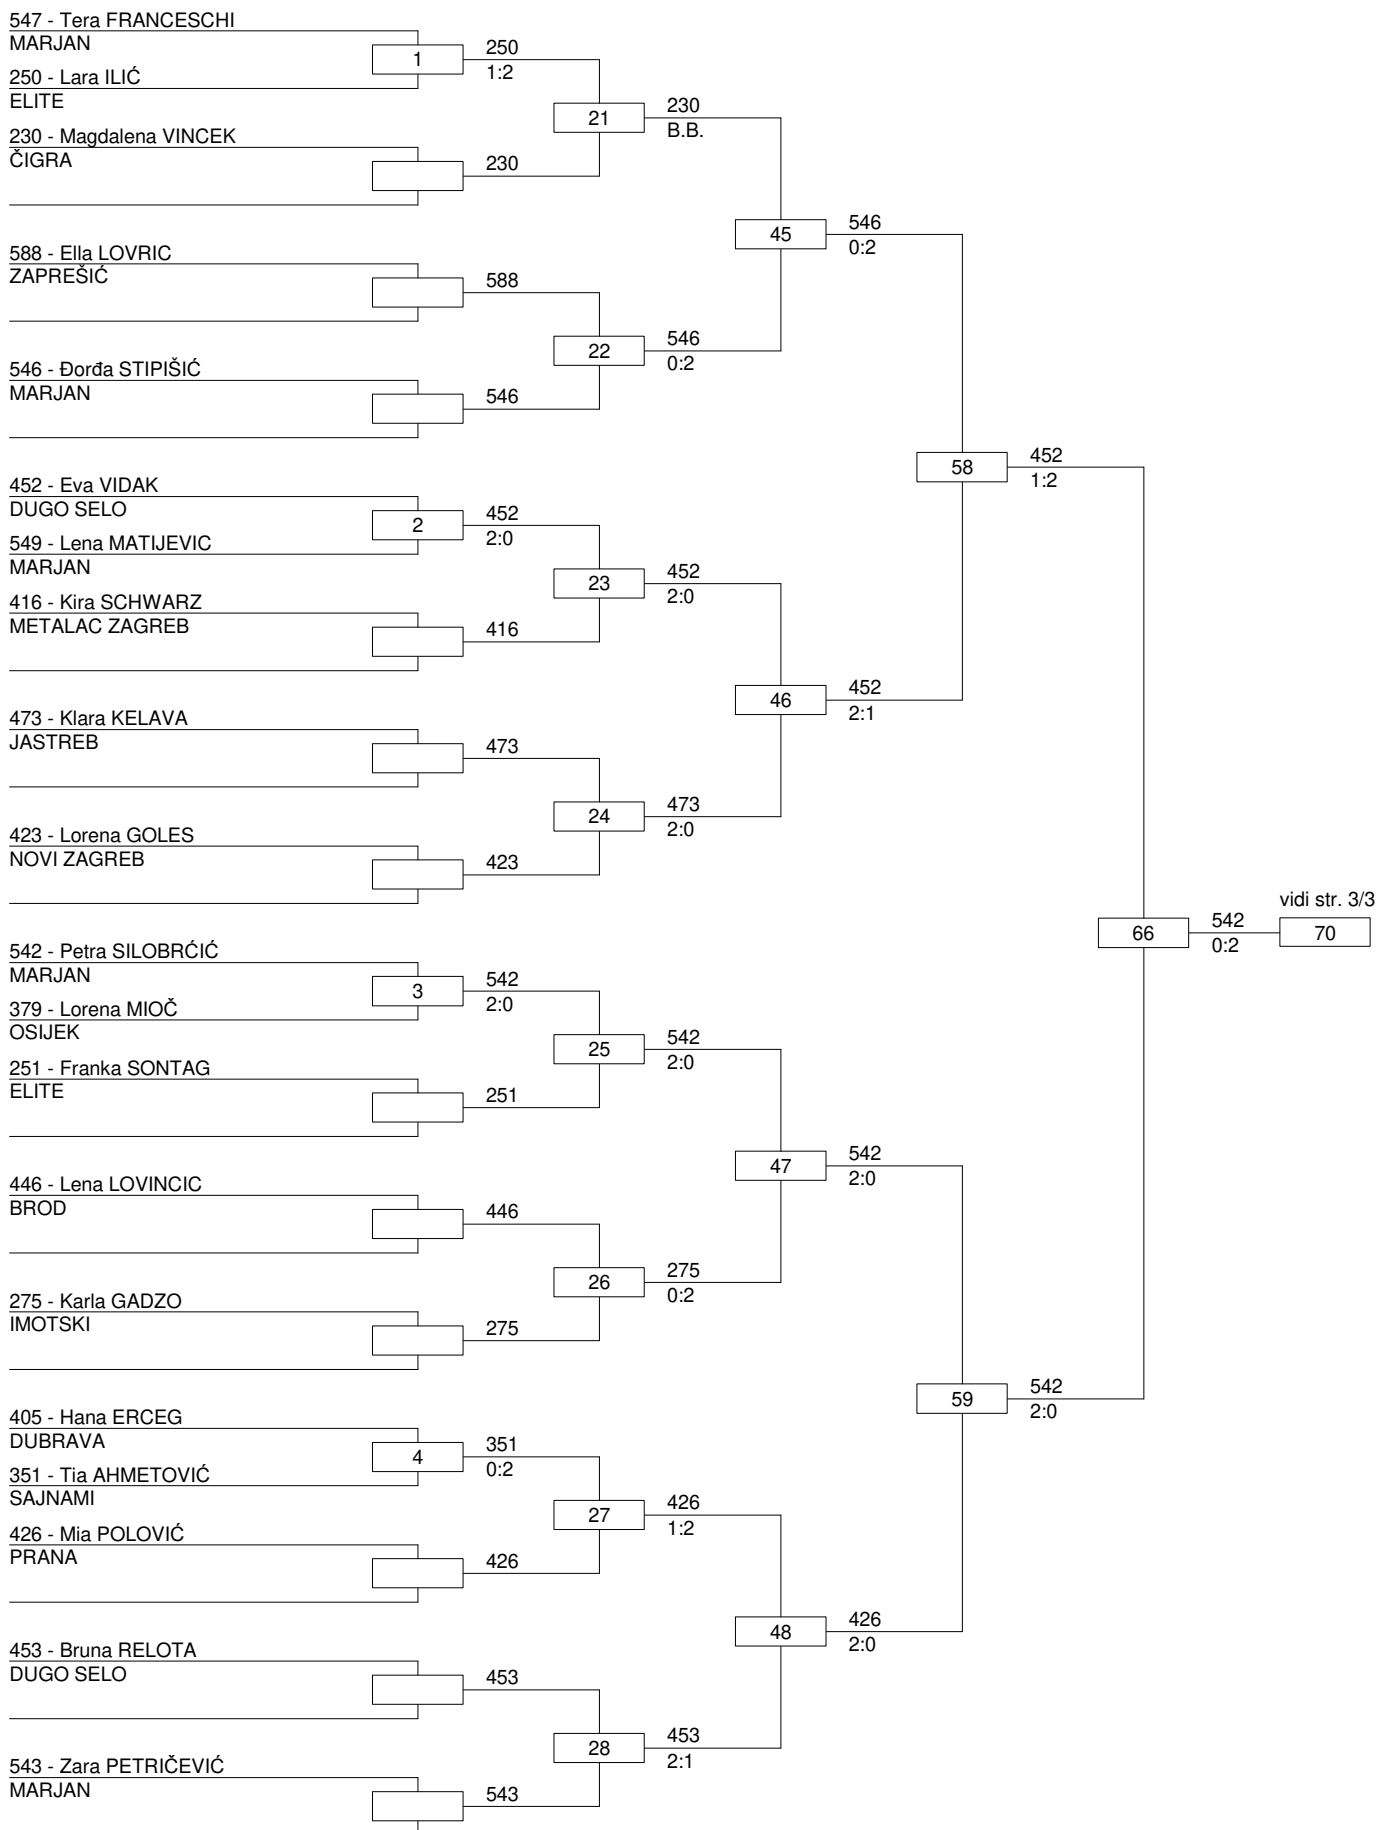 547 - Tera FRANCESCHI
MARJAN
1
250
1:2
250 - Lara ILIĆ
ELITE
21
230
B.B.
230 - Magdalena VINCEK
ČIGRA
230
45
546
0:2
588 - Ella LOVRIC
ZAPREŠIĆ
588
22
546
0:2
546 - Đorđa STIPIŠIĆ
MARJAN
546
58
452
1:2
452 - Eva VIDAK
DUGO SELO
2
452
2:0
549 - Lena MATIJEVIC
MARJAN
23
452
2:0
416 - Kira SCHWARZ
METALAC ZAGREB
416
46
452
2:1
473 - Klara KELAVA
JASTREB
473
24
473
2:0
423 - Lorena GOLES
NOVI ZAGREB
423
vidi str. 3/3
66
542
0:2
70
542 - Petra SILOBRĆIĆ
MARJAN
3
542
2:0
379 - Lorena MIOČ
OSIJEK
25
542
2:0
251 - Franka SONTAG
ELITE
251
47
542
2:0
446 - Lena LOVINCIC
BROD
446
26
275
0:2
275 - Karla GADZO
IMOTSKI
275
59
542
2:0
405 - Hana ERCEG
DUBRAVA
4
351
0:2
351 - Tia AHMETOVIĆ
SAJNAMI
27
426
1:2
426 - Mia POLOVIĆ
PRANA
426
48
426
2:0
453 - Bruna RELOTA
DUGO SELO
453
28
453
2:1
543 - Zara PETRIČEVIĆ
MARJAN
543